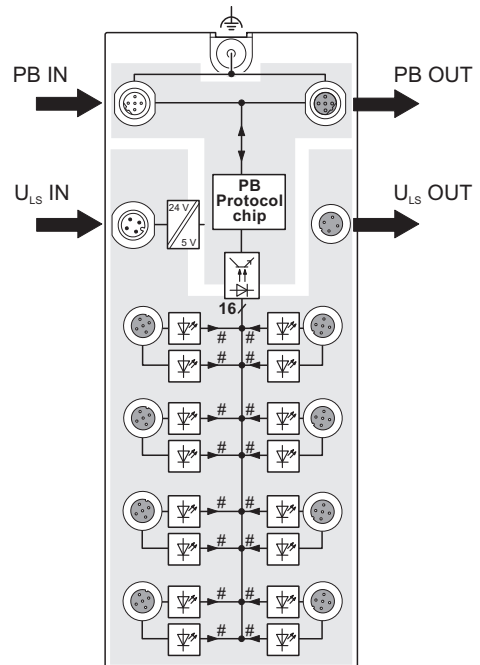 PB IN
PB OUT
PB
Protocol
chip
U_LS IN
24 V
5 V
U_LS OUT
16
# #
# #
# #
# #
# #
# #
# #
# #